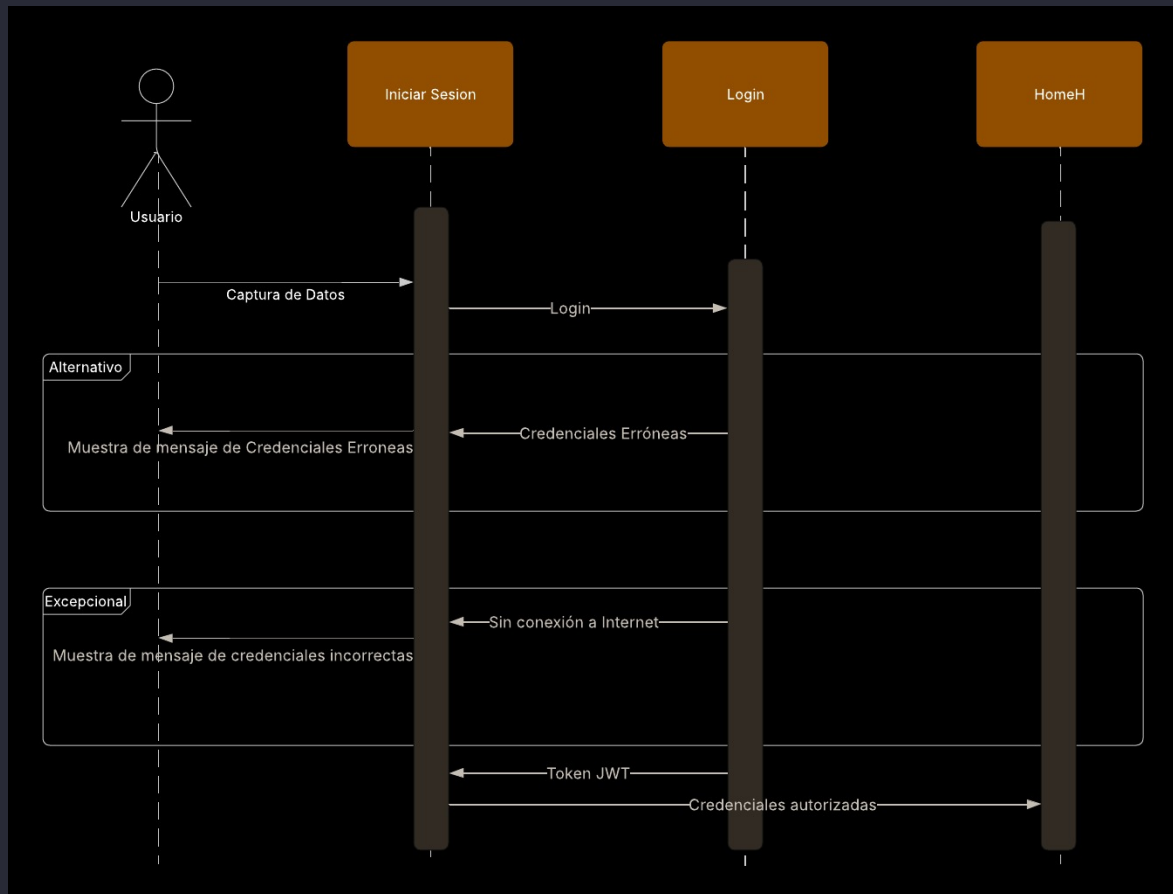 Iniciar Sesion
Login
HomeH
Usuario
Captura de Datos
Login
Alternativo
Credenciales Erróneas
Muestra de mensaje de Credenciales Erroneas
Excepcional
Sin conexión a Internet
Muestra de mensaje de credenciales incorrectas
Token JWT
Credenciales autorizadas